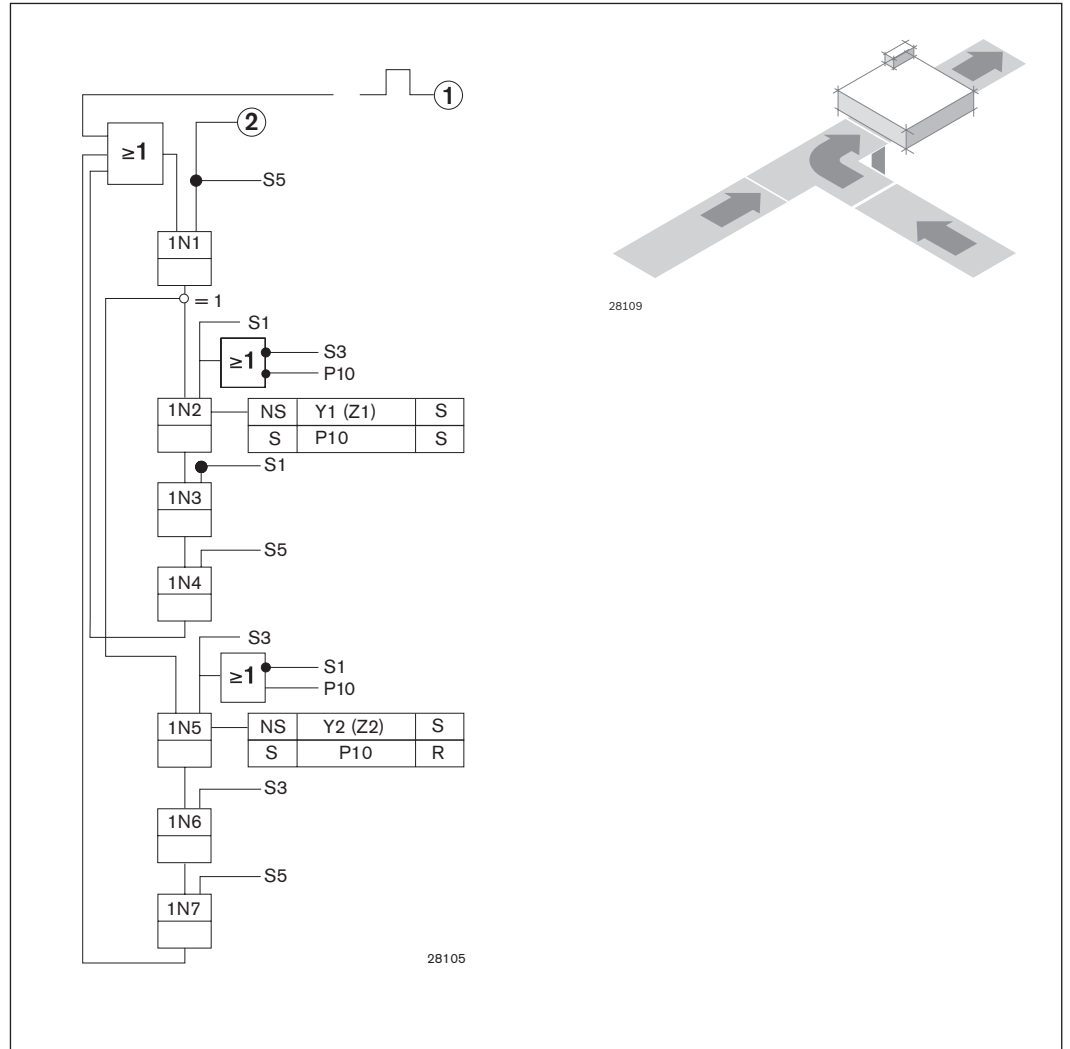 1
2
≥1
S5
1N1
= 1
S1
≥1
S3
P10
1N2
NS Y1 (Z1) S
S P10 S
S1
1N3
S5
1N4
S3
≥1
S1
P10
1N5
NS Y2 (Z2) S
S P10 R
S3
1N6
S5
1N7
28105
28109